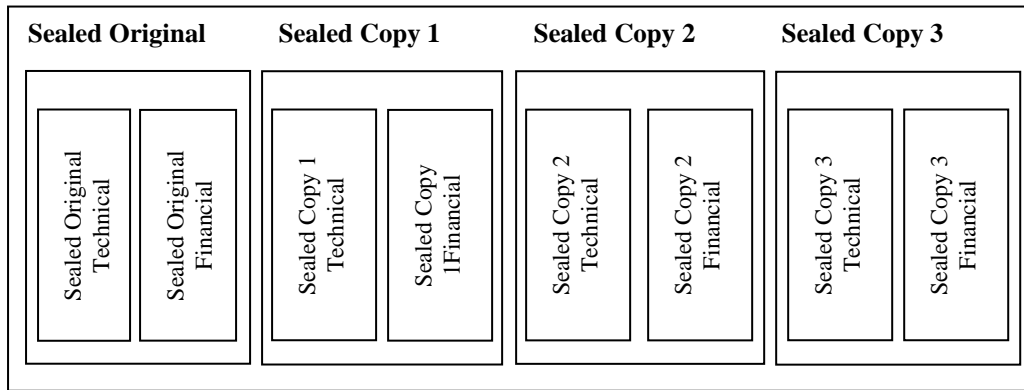 Sealed Original
Sealed Copy 1
Sealed Copy 2
Sealed Copy 3
Sealed Original
Technical
Sealed Original
Financial
Sealed Copy 1
Technical
Sealed Copy
1Financial
Sealed Copy 2
Technical
Sealed Copy 2
Financial
Sealed Copy 3
Technical
Sealed Copy 3
Financial